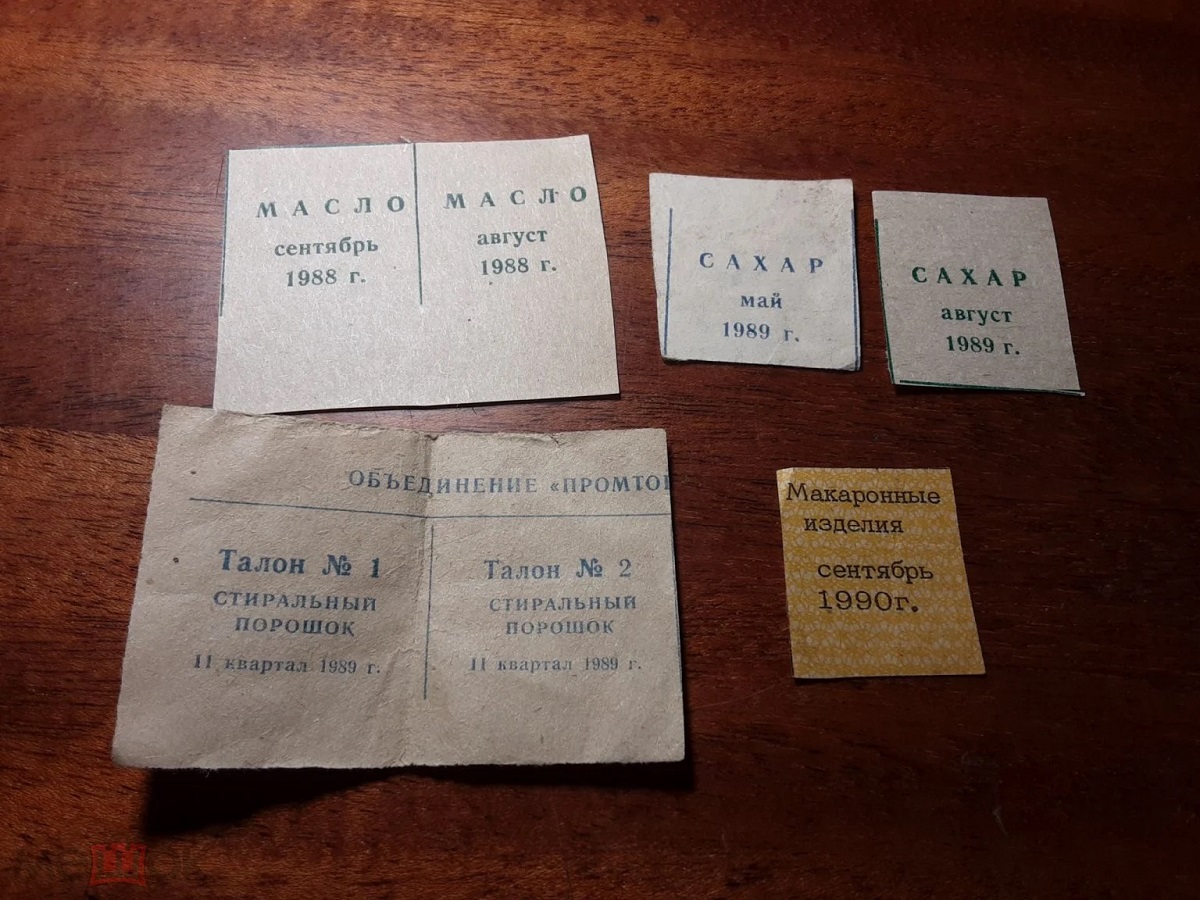 МАСЛО
сентябрь
1988 г.
МАСЛО
август
1988 г.
САХАР
май
1989 г.
САХАР
август
1989 г.
ОБЪЕДИНЕНИЕ «ПРОМТО
Талон № 1
СТИРАЛЬНЫЙ
ПОРОШОК
11 квартал 1989 г.
Талон № 2
СТИРАЛЬНЫЙ
ПОРОШОК
11 квартал 1989 г.
Макаронные
изделия
сентябрь
1990г.